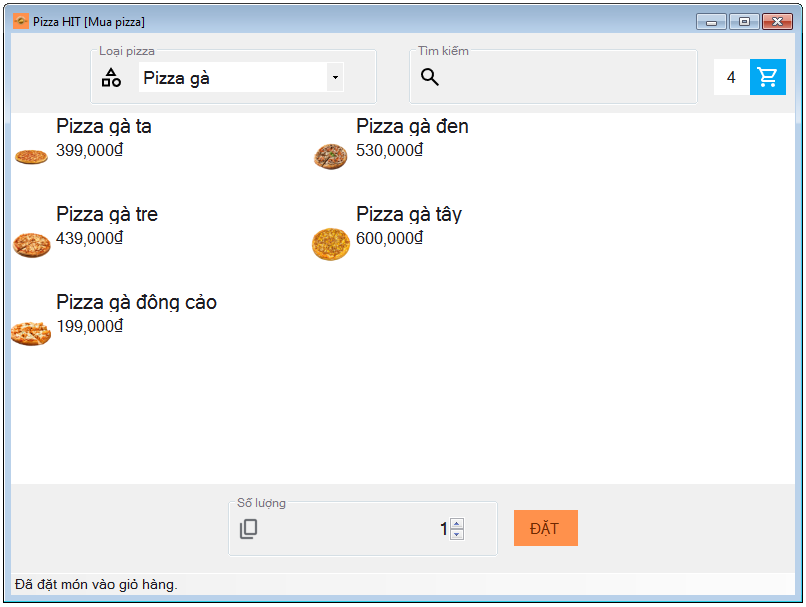 Pizza HIT [Mua pizza]
Loại pizza
Pizza gà
Tìm kiếm
4
Pizza gà ta
399,000₫
Pizza gà đen
530,000₫
Pizza gà tre
439,000₫
Pizza gà tây
600,000₫
Pizza gà đông cảo
199,000₫
Số lượng
1
ĐẶT
Đã đặt món vào giỏ hàng.